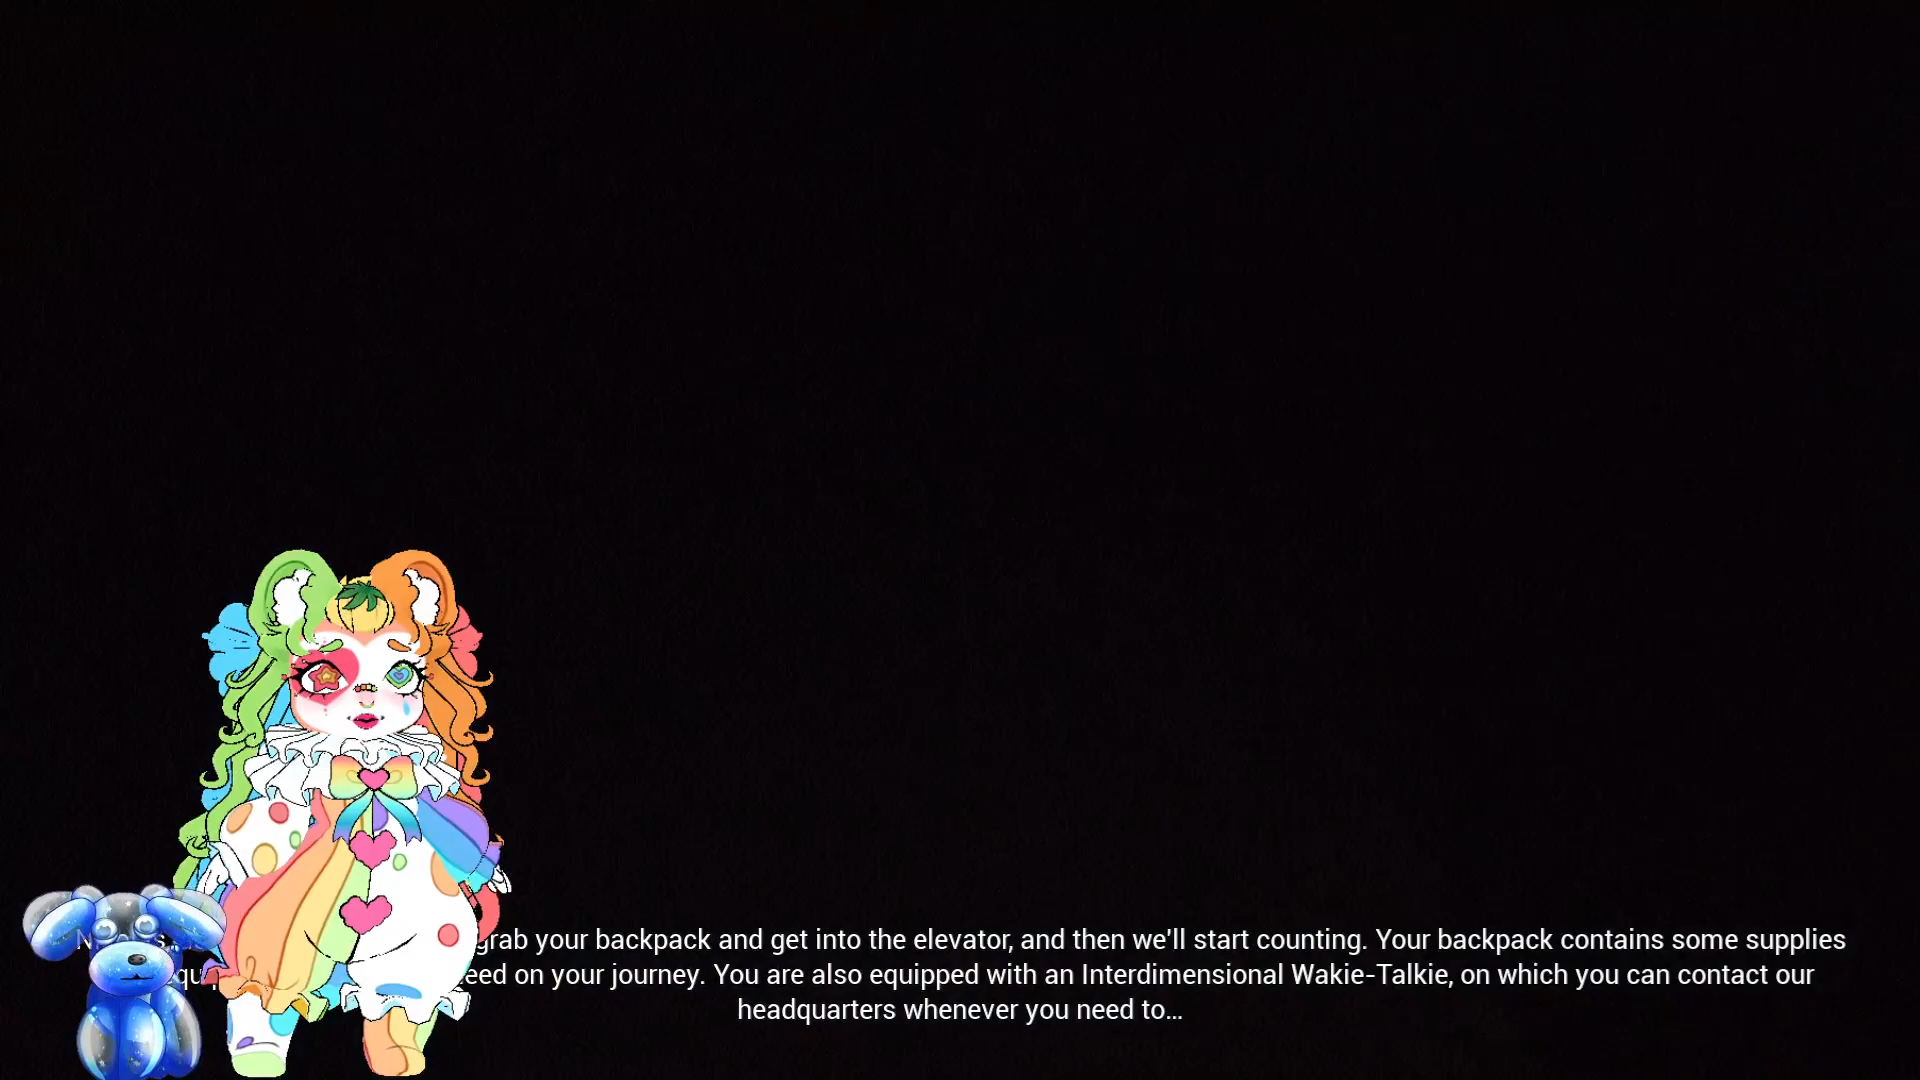 grab your backpack and get into the elevator, and then we'll start counting. Your backpack contains some supplies
on your journey. You are also equipped with an Interdimensional Wakie-Talkie, on which you can contact our
headquarters whenever you need to...